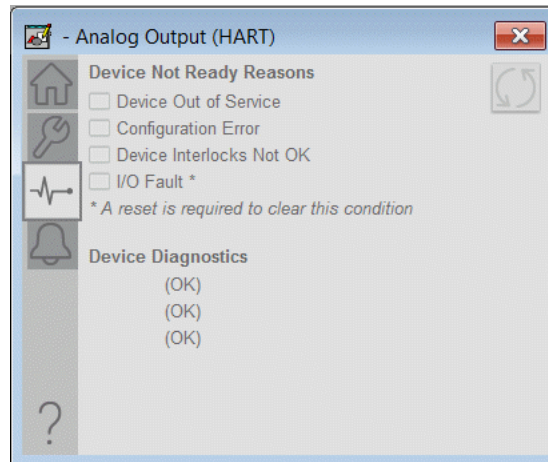 - Analog Output (HART)
Device Not Ready Reasons
Device Out of Service
Configuration Error
Device Interlocks Not OK
I/O Fault *
* A reset is required to clear this condition
Device Diagnostics
(OK)
(OK)
(OK)
?